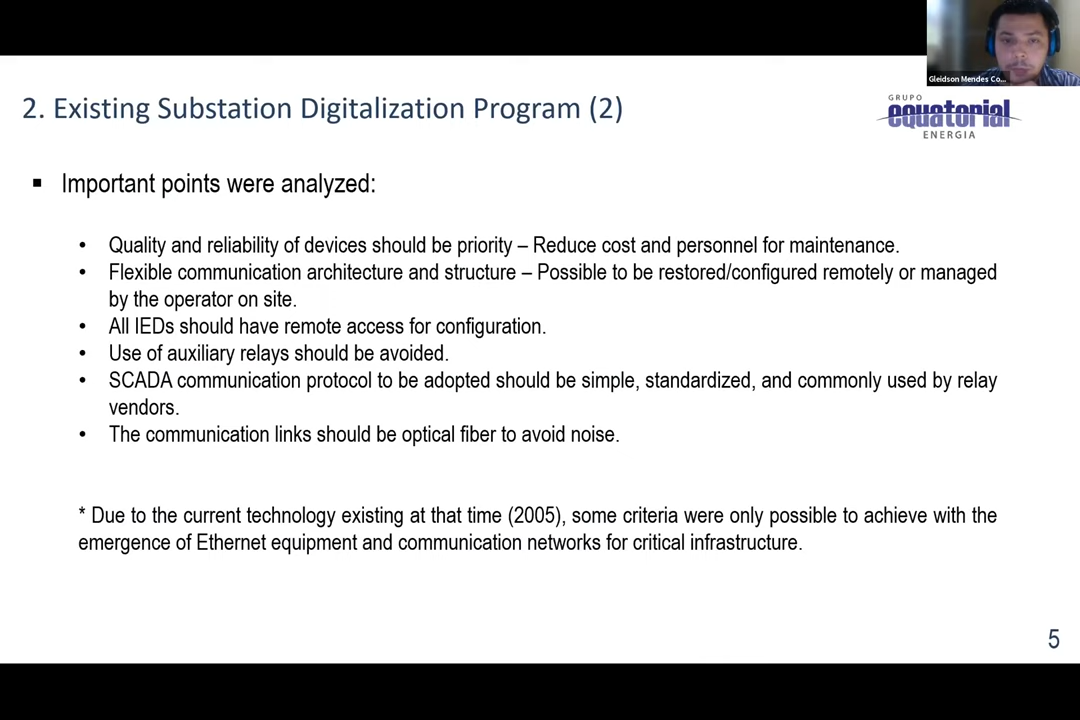 Gleidson Mendes Co...
2. Existing Substation Digitalization Program (2)
GRUPO
equatorial
ENERGIA
▪ Important points were analyzed:
• Quality and reliability of devices should be priority – Reduce cost and personnel for maintenance.
• Flexible communication architecture and structure – Possible to be restored/configured remotely or managed
by the operator on site.
• All IEDs should have remote access for configuration.
• Use of auxiliary relays should be avoided.
• SCADA communication protocol to be adopted should be simple, standardized, and commonly used by relay
vendors.
• The communication links should be optical fiber to avoid noise.
* Due to the current technology existing at that time (2005), some criteria were only possible to achieve with the
emergence of Ethernet equipment and communication networks for critical infrastructure.
5